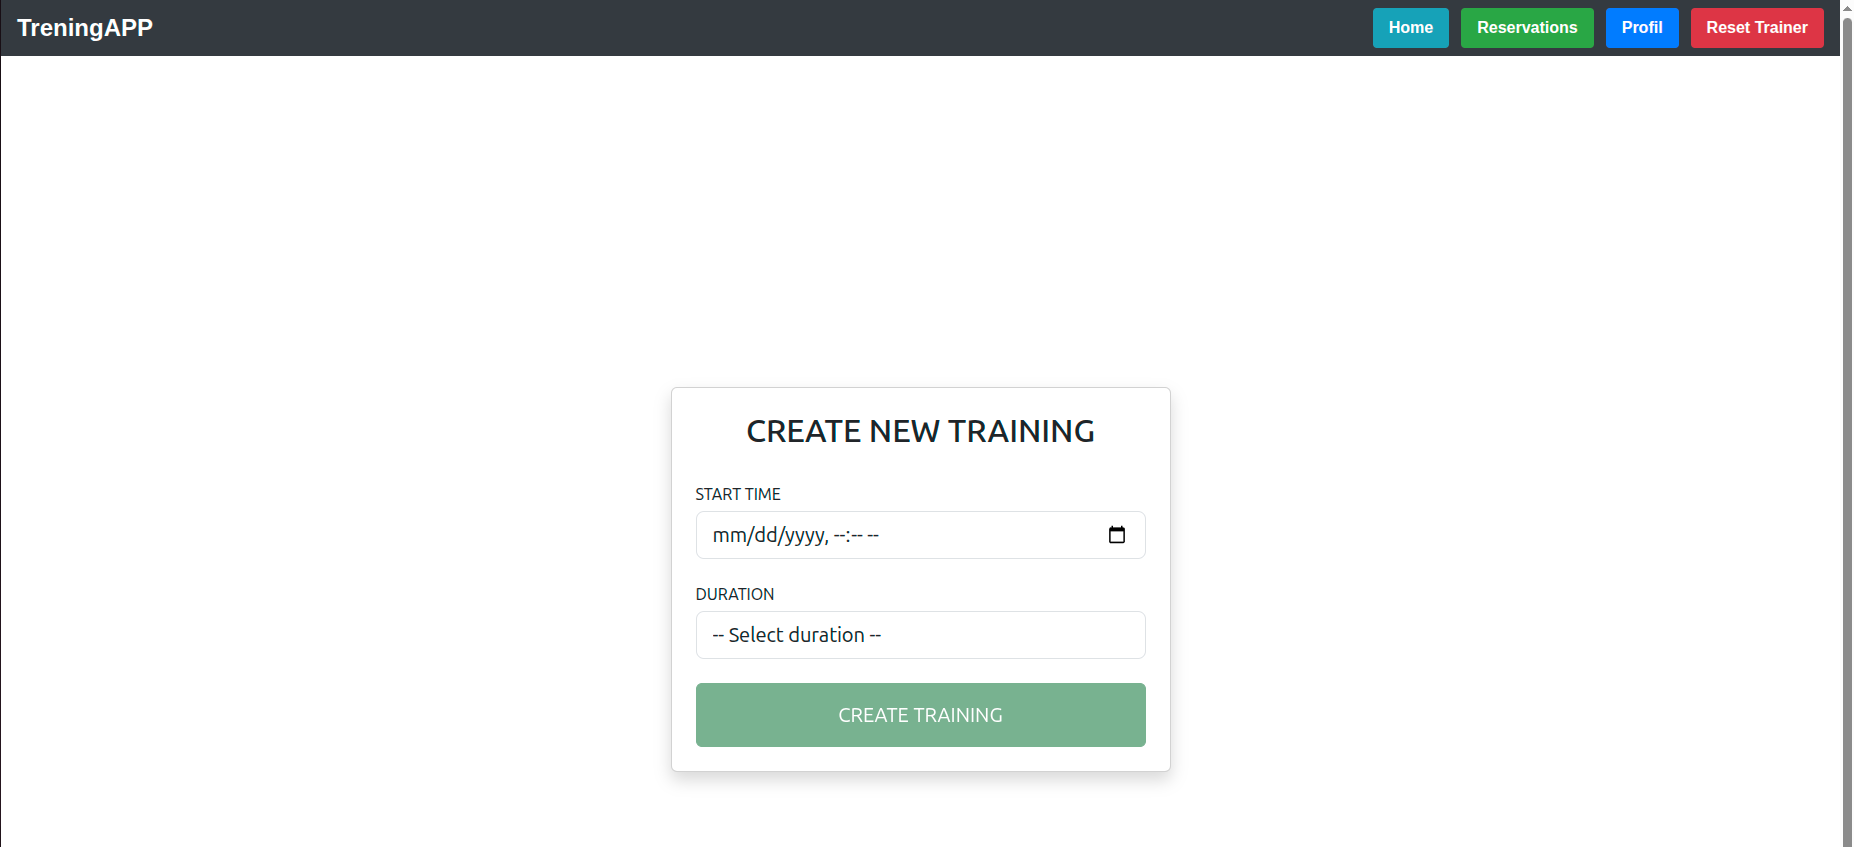 TreningAPP
Home Reservations Profil Reset Trainer
CREATE NEW TRAINING
START TIME
mm/dd/yyyy, --:-- --
DURATION
-- Select duration --
CREATE TRAINING